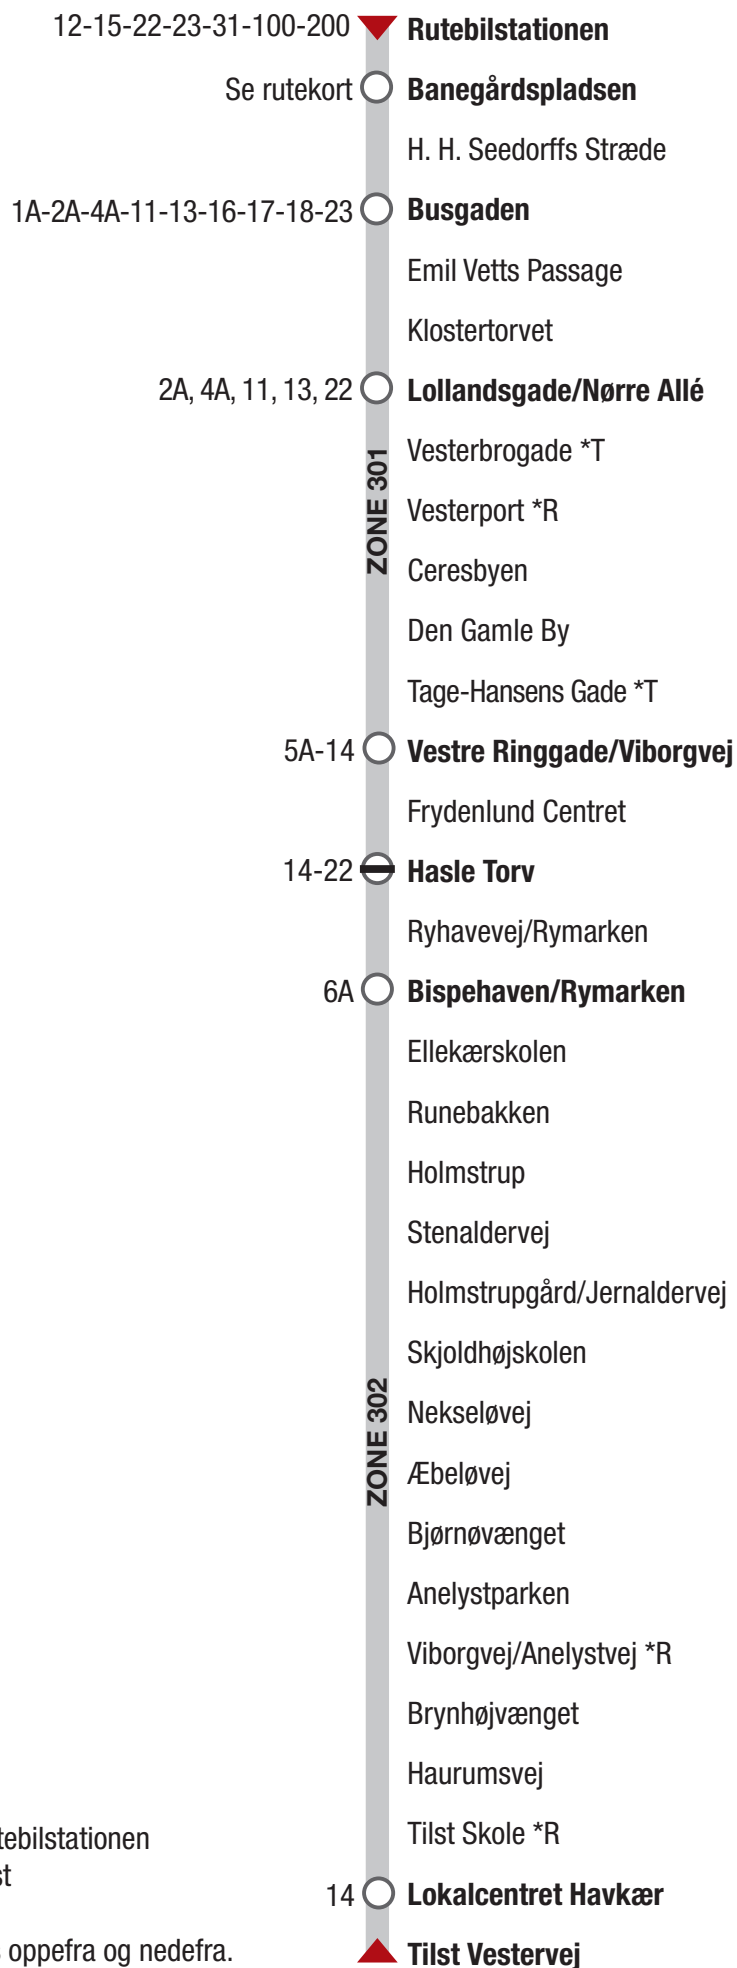 12-15-22-23-31-100-200 Rutebilstationen
Se rutekort Banegårdspladsen
H. H. Seedorffs Stræde
1A-2A-4A-11-13-16-17-18-23 Busgaden
Emil Vetts Passage
Klostertorvet
2A, 4A, 11, 13, 22 Lollandsgade/Nørre Allé
ZONE 301
Vesterbrogade *T
Vesterport *R
Ceresbyen
Den Gamle By
Tage-Hansens Gade *T
5A-14 Vestre Ringgade/Viborgvej
Frydenlund Centret
14-22 Hasle Torv
Ryhavevej/Rymarken
6A Bispehaven/Rymarken
Ellekærskolen
Runebakken
Holmstrup
Stenaldervej
Holmstrupgård/Jernaldervej
Skjoldhøjskolen
ZONE 302
Nekseløvej
Æbeløvej
Bjørnøvænget
Anelystparken
Viborgvej/Anelystvej *R
Brynhøjvænget
Haurumsvej
Tilst Skole *R
14 Lokalcentret Havkær
Tilst Vestervej
tebilstationen
st
oppefra og nedefra.